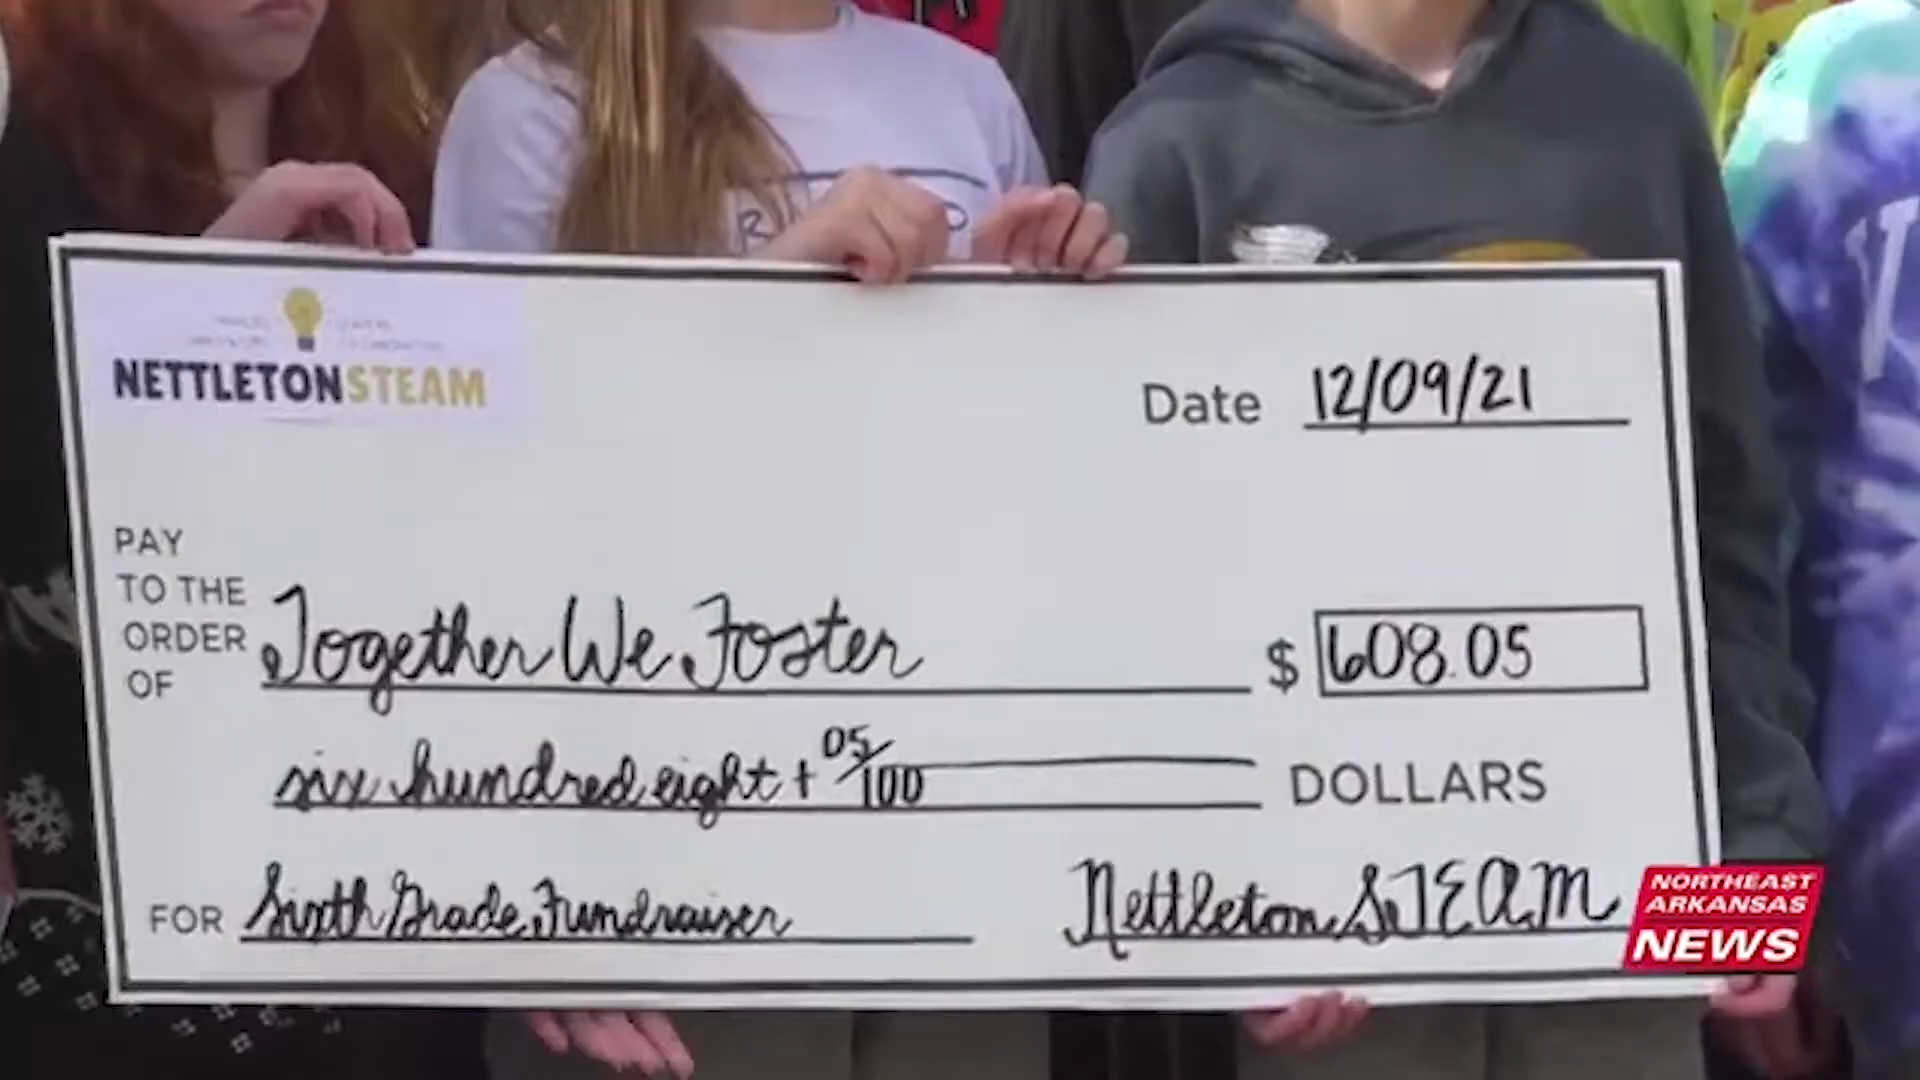 NETTLETONSTEAM
Date 12/09/21
PAY
TO THE
ORDER
OF
Together We Foster $ 608.05
six hundred eight + 05/100 DOLLARS
FOR Sixth Grade Fundraiser Nettleton STEAM
NORTHEAST
ARKANSAS
NEWS